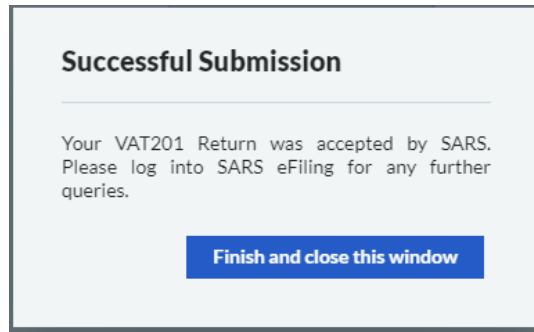 Successful Submission
Your VAT201 Return was accepted by SARS.
Please log into SARS eFiling for any further
queries.
Finish and close this window